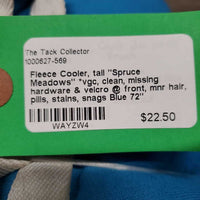 The Tack Collector
1000627-569
Fleece Cooler, tall "Spruce
Meadows" *vgc, clean, missing
hardware & velcro @ front, mnr hair,
pills, stains, snags Blue 72"
WAYZW4
$22.50